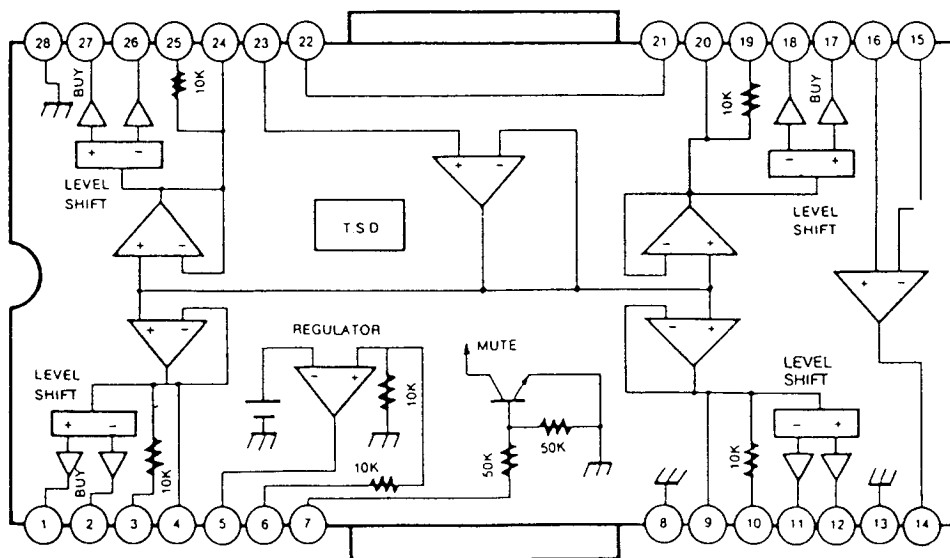 28 27 26 25 24 23 22 21 20 19 18 17 16 15
BUY
10K
10K
BUY
+ -
+ -
- +
LEVEL
SHIFT
LEVEL
SHIFT
T.S.D
+ -
- +
+ -
+ -
- +
REGULATOR
MUTE
LEVEL
SHIFT
- +
10K
LEVEL
SHIFT
+ -
- +
BUY
10K
10K
50K
50K
10K
1 2 3 4 5 6 7 8 9 10 11 12 13 14